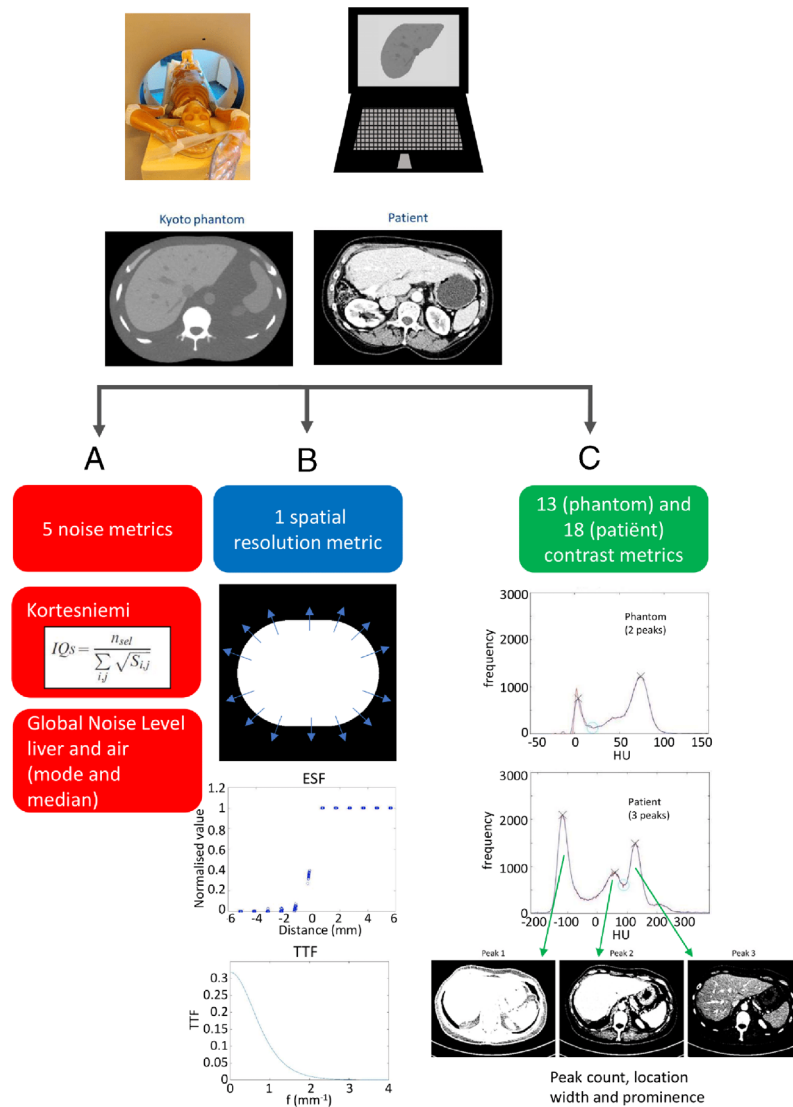 Kyoto phantom
Patient
A
B
C
5 noise metrics
1 spatial
resolution metric
13 (phantom) and
18 (patiënt)
contrast metrics
Kortesniemi
IQs = n_sel / Σ_{i,j} √S_{i,j}
Global Noise Level
liver and air
(mode and
median)
ESF
Normalised value
1.2
1
0.8
0.6
0.4
0.2
0
6 -4 -2 0 2 4 6
Distance (mm)
TTF
TTF
0.3
0.25
0.2
0.15
0.1
0.05
0
0 1 2 3 4
f (mm⁻¹)
frequency
3000
2000
1000
0
Phantom
(2 peaks)
-50 0 50 100 150
HU
frequency
3000
2000
1000
0
Patient
(3 peaks)
-200 -100 0 100 200 300
HU
Peak 1
Peak 2
Peak 3
Peak count, location
width and prominence